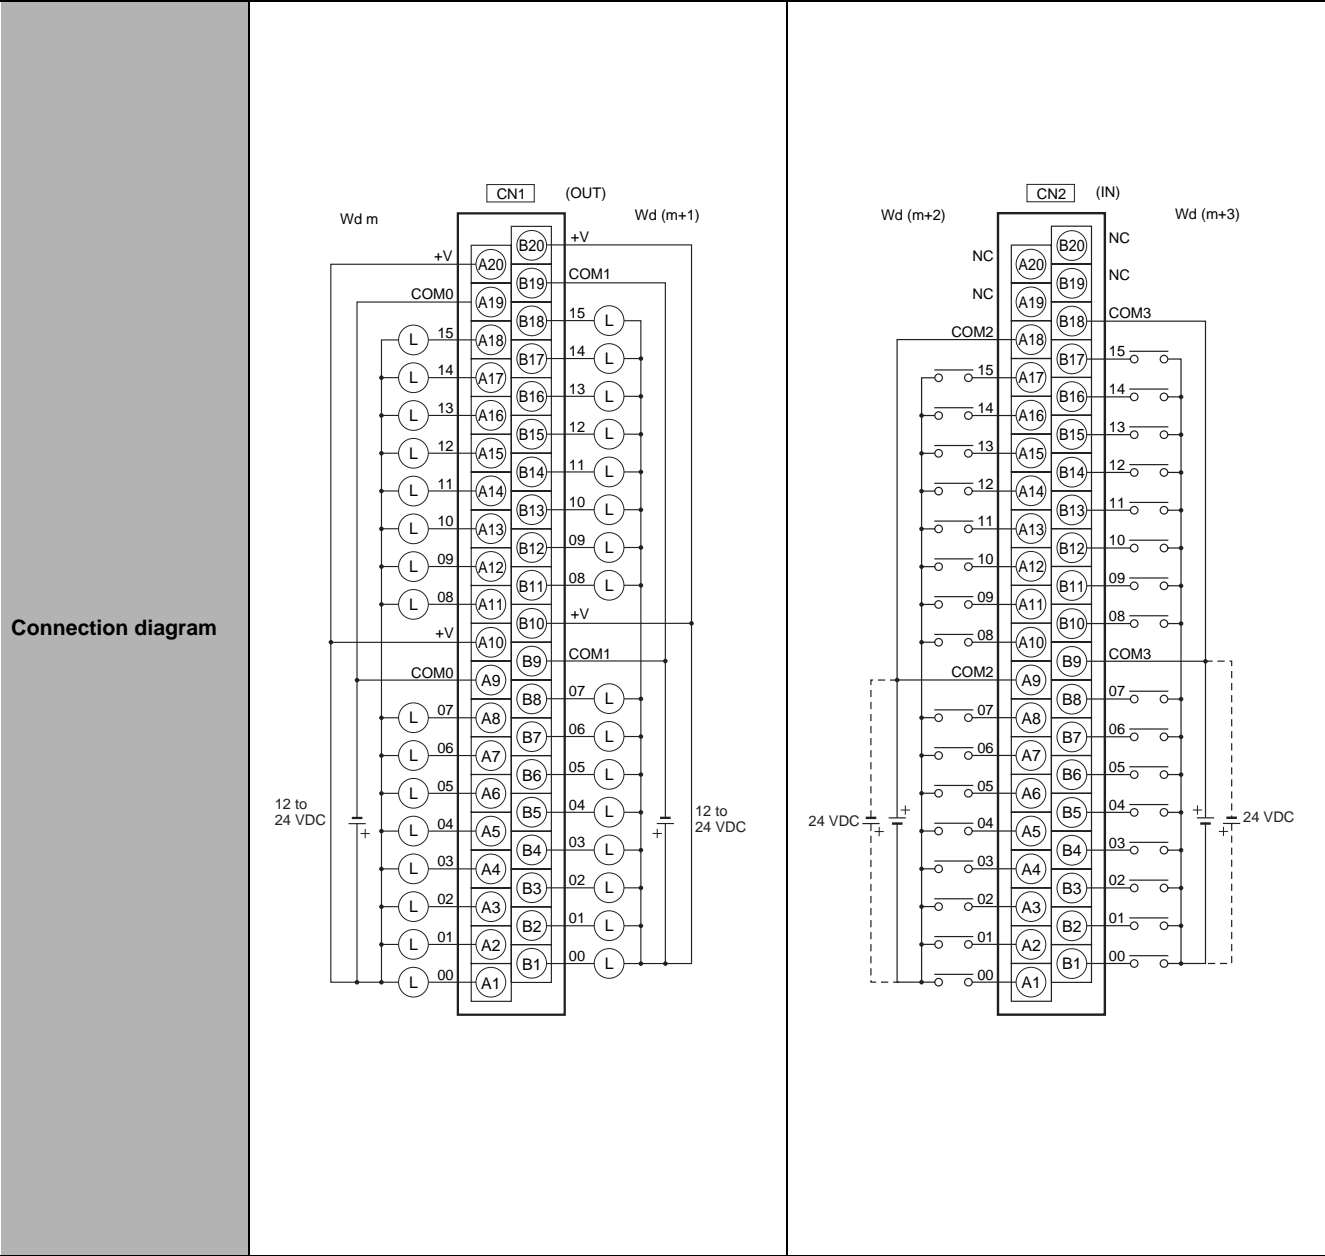 Connection diagram
CN1 (OUT)
Wd m
Wd (m+1)
+V A20 B20 +V
COM0 A19 B19 COM1
L 15 A18 B18 15 L
L 14 A17 B17 14 L
L 13 A16 B16 13 L
L 12 A15 B15 12 L
L 11 A14 B14 11 L
L 10 A13 B13 10 L
L 09 A12 B12 09 L
L 08 A11 B11 08 L
+V A10 B10 +V
COM0 A9 B9 COM1
L 07 A8 B8 07 L
L 06 A7 B7 06 L
L 05 A6 B6 05 L
L 04 A5 B5 04 L
L 03 A4 B4 03 L
L 02 A3 B3 02 L
L 01 A2 B2 01 L
L 00 A1 B1 00 L
12 to
24 VDC
+
12 to
24 VDC
+
CN2 (IN)
Wd (m+2)
Wd (m+3)
NC A20 B20 NC
NC A19 B19 NC
COM2 A18 B18 COM3
15 A17 B17 15
14 A16 B16 14
13 A15 B15 13
12 A14 B14 12
11 A13 B13 11
10 A12 B12 10
09 A11 B11 09
08 A10 B10 08
COM2 A9 B9 COM3
07 A8 B8 07
06 A7 B7 06
05 A6 B6 05
04 A5 B5 04
03 A4 B4 03
02 A3 B3 02
01 A2 B2 01
00 A1 B1 00
24 VDC + +
+ + 24 VDC